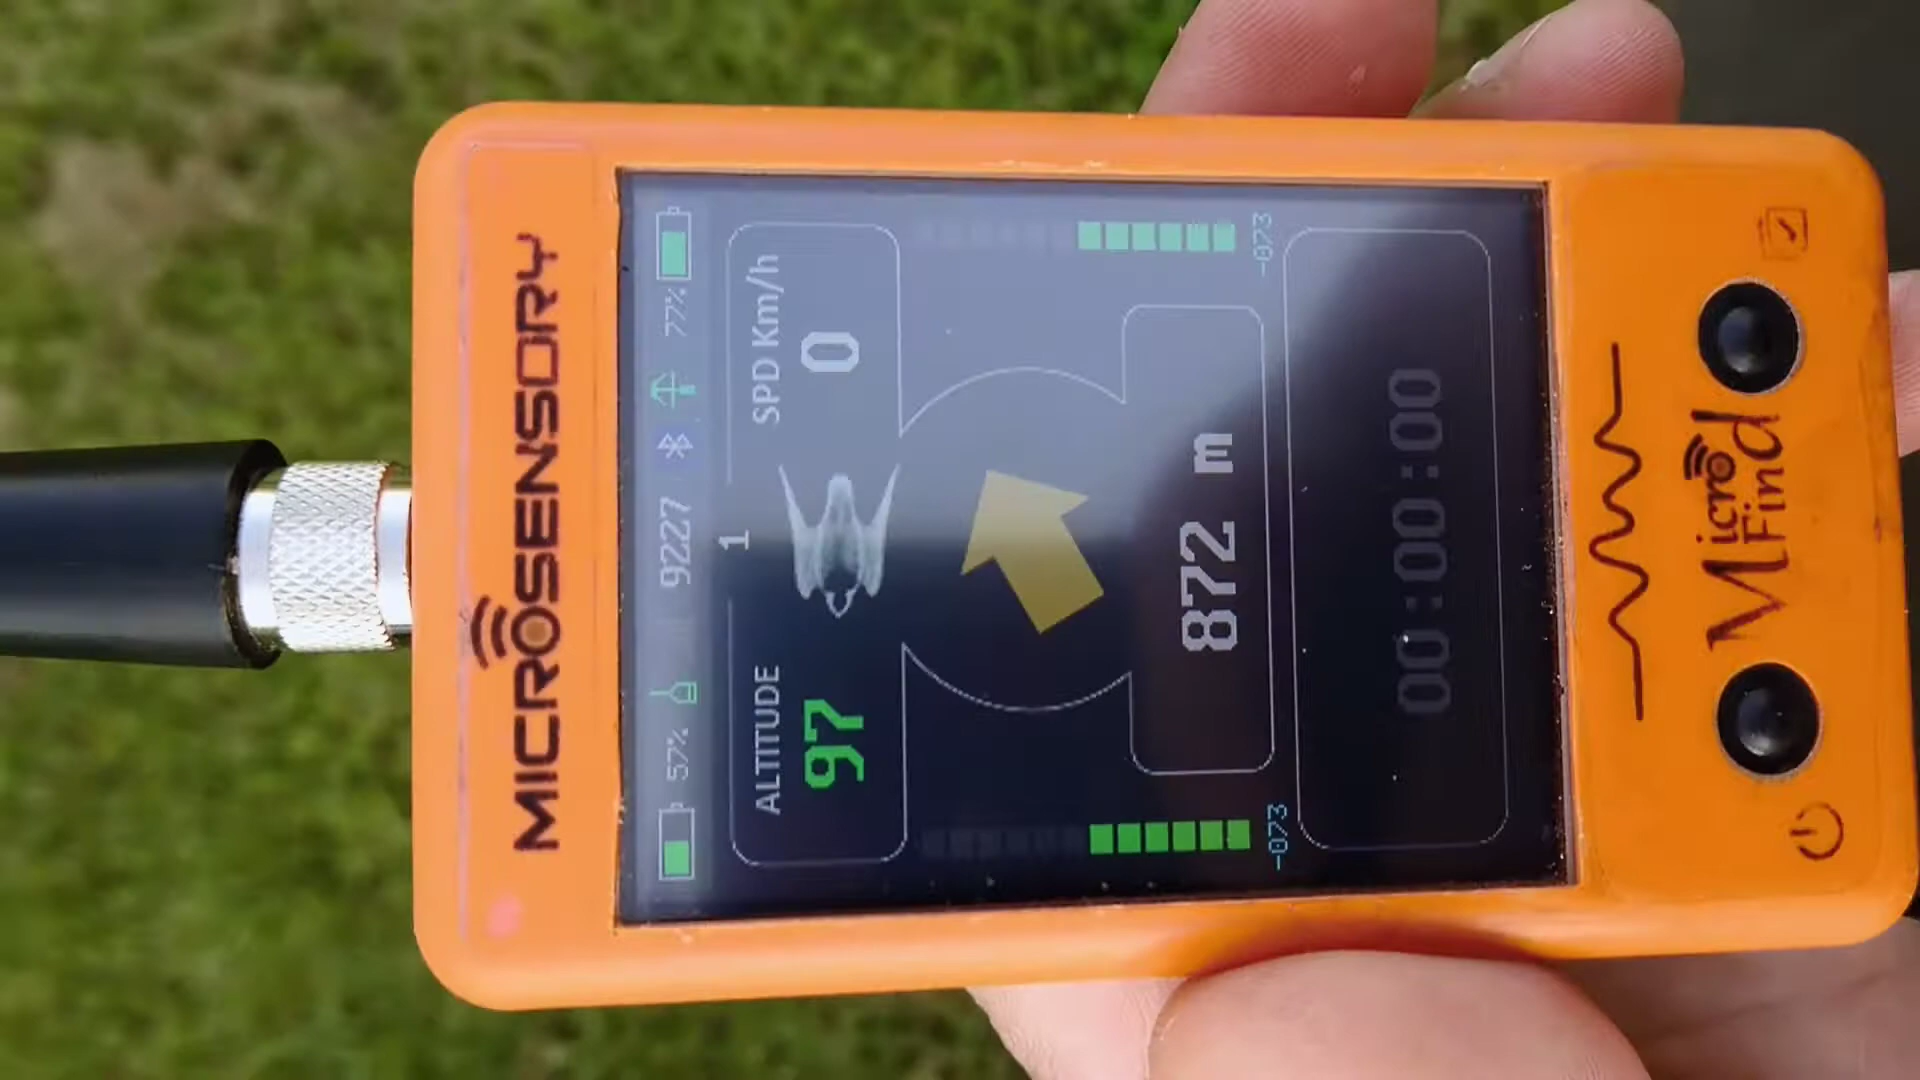 MICROSENSORY
57% 9227 77%
1
ALTITUDE SPD Km/h
97 0
872 m
-073 -073
00:00:00
Micro
Find